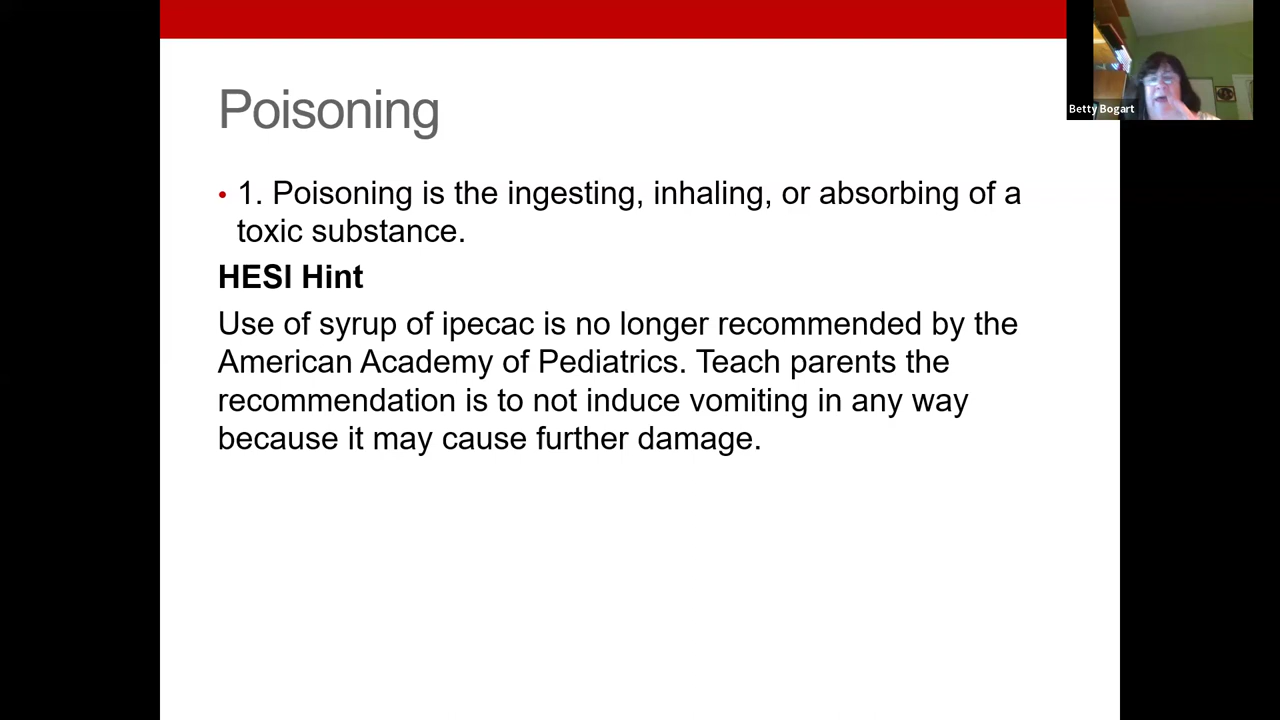 Poisoning
• 1. Poisoning is the ingesting, inhaling, or absorbing of a
toxic substance.
HESI Hint
Use of syrup of ipecac is no longer recommended by the
American Academy of Pediatrics. Teach parents the
recommendation is to not induce vomiting in any way
because it may cause further damage.
Betty Bogart